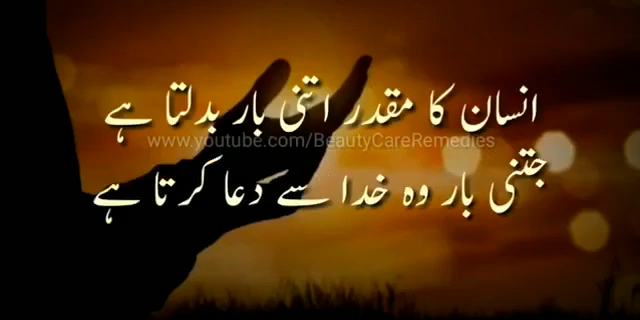 انسان کا مقدر اتنی بار بدلتا ہے
www.youtube.com/BeautyCareRemedies
جتنی بار وہ خدا سے دعا کرتا ہے